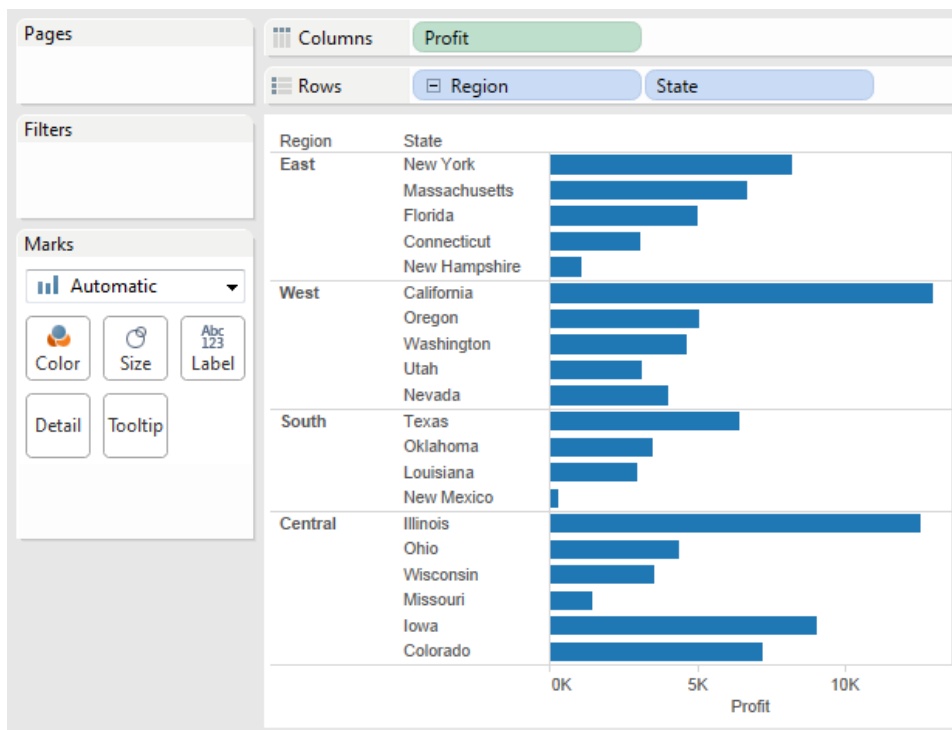 Pages
Columns Profit
Rows Region State
Filters
Marks
Automatic
Color Size Abc 123 Label
Detail Tooltip
Region State
East New York
Massachusetts
Florida
Connecticut
New Hampshire
West California
Oregon
Washington
Utah
Nevada
South Texas
Oklahoma
Louisiana
New Mexico
Central Illinois
Ohio
Wisconsin
Missouri
Iowa
Colorado
0K 5K 10K
Profit